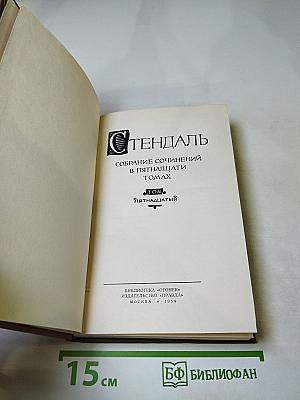 СТЕНДАЛЬ
СОБРАНИЕ СОЧИНЕНИЙ
В ПЯТНАДЦАТИ
ТОМАХ
ТОМ
ПЯТНАДЦАТЫЙ
БИБЛИОТЕКА «ОГОНЕК»
ИЗДАТЕЛЬСТВО «ПРАВДА»
МОСКВА • 1959
15 см
БФ БИБЛИОФАН